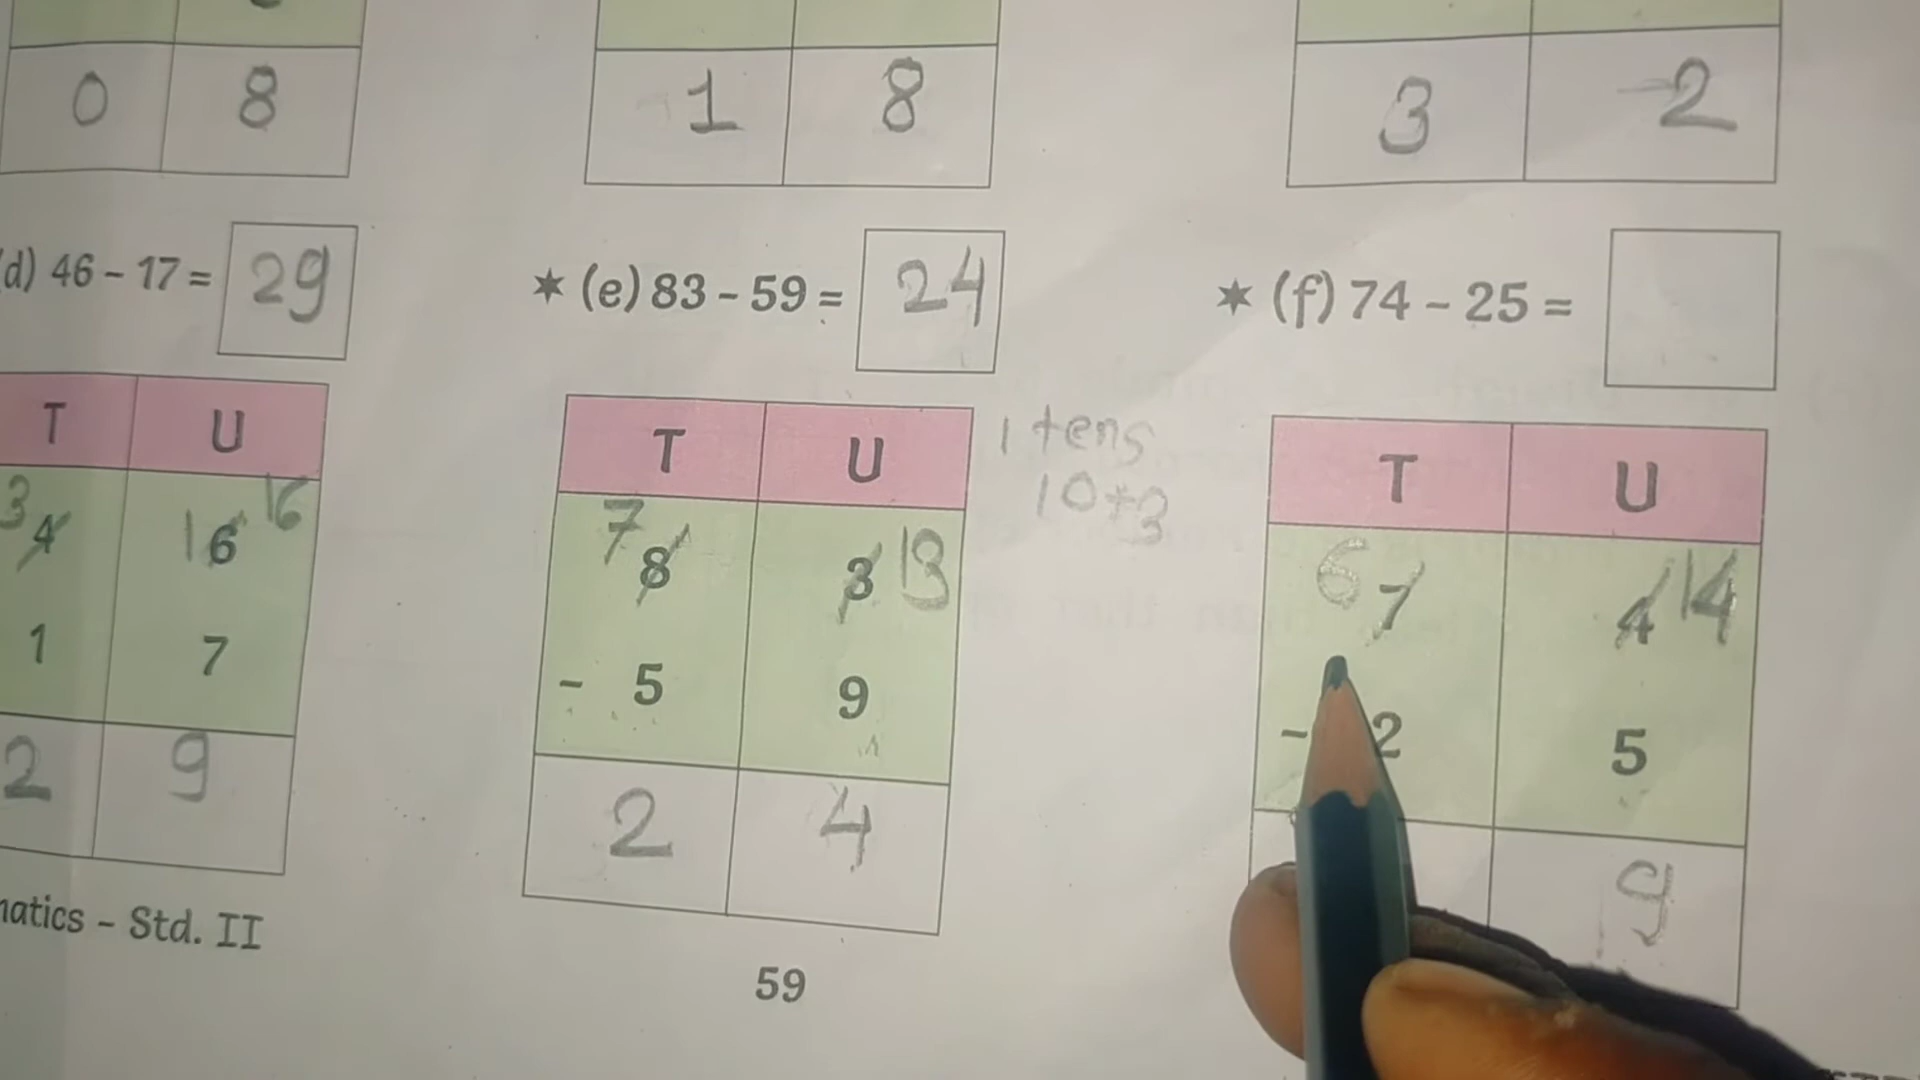 0 8 1 8 3 2
(d) 46 - 17 = 29
★ (e) 83 - 59 = 24
★ (f) 74 - 25 =
T U
3 4 1 6 16
1 7
2 9
T U
7 8 3 13
- 5 9
2 4
1 tens
10+3
T U
6 7 4 14
- 2 5
9
matics - Std. II
59